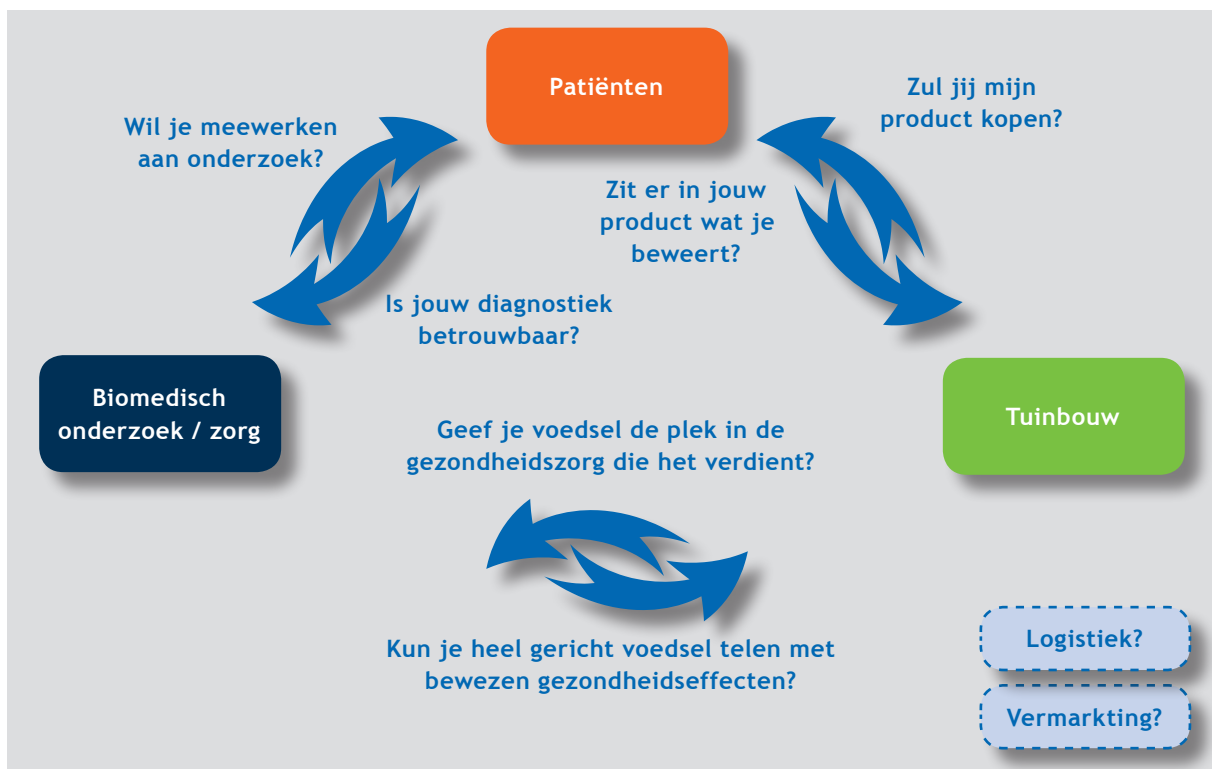 Patiënten
Zul jij mijn
product kopen?
Wil je meewerken
aan onderzoek?
Zit er in jouw
product wat je
beweert?
Is jouw diagnostiek
betrouwbaar?
Biomedisch
onderzoek / zorg
Tuinbouw
Geef je voedsel de plek in de
gezondheidszorg die het verdient?
Kun je heel gericht voedsel telen met
bewezen gezondheidseffecten?
Logistiek?
Vermarkting?